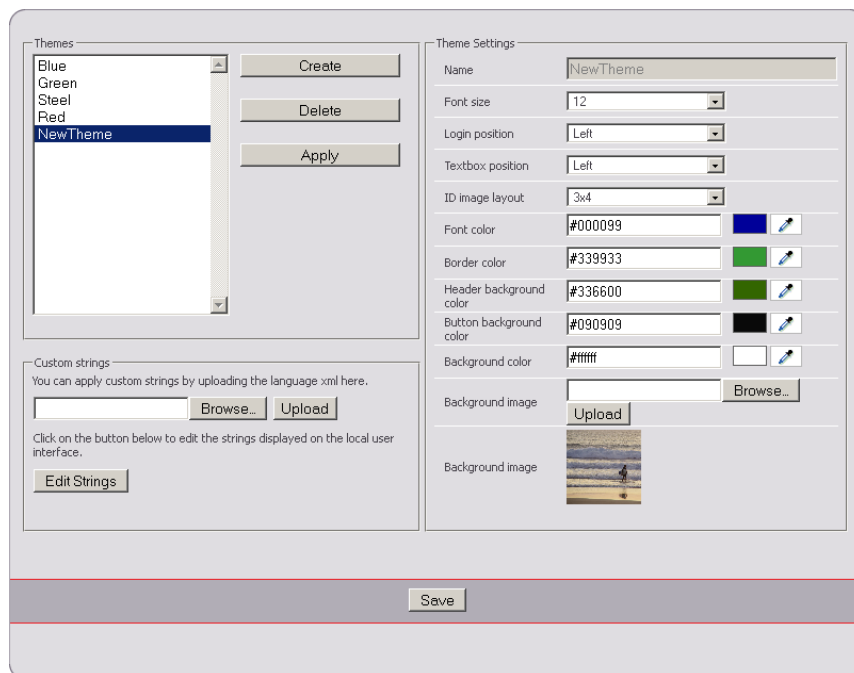 Themes
Blue
Green
Steel
Red
NewTheme
Create
Delete
Apply
Custom strings
You can apply custom strings by uploading the language xml here.
Browse... Upload
Click on the button below to edit the strings displayed on the local user
interface.
Edit Strings
Theme Settings
Name NewTheme
Font size 12
Login position Left
Textbox position Left
ID image layout 3x4
Font color #000099
Border color #339933
Header background
color #336600
Button background
color #090909
Background color #ffffff
Background image Browse...
Upload
Background image
Save